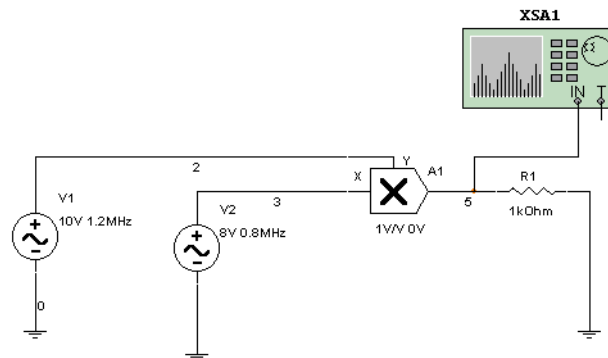 XSA1
IN T
2
Y
A1
X
V1
10V 1.2MHz
V2
8V 0.8MHz
3
1V/V 0V
5
R1
1kOhm
0